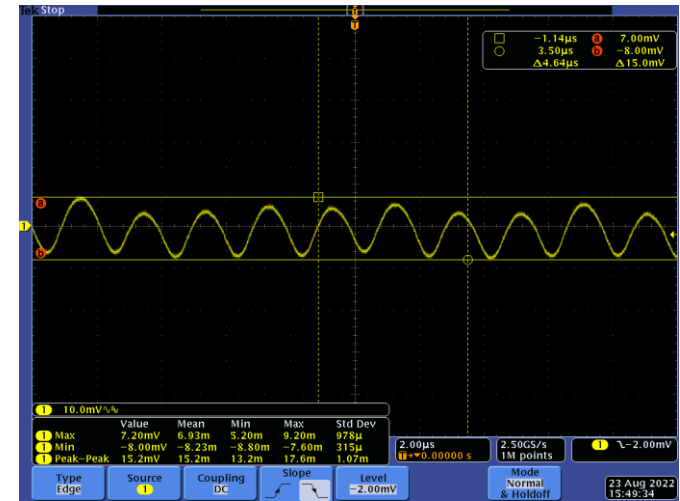 Tek Stop
T
T
−1.14µs a 7.00mV
3.50µs b −8.00mV
Δ4.64µs Δ15.0mV
a
1
b
1 10.0mV
Value Mean Min Max Std Dev
1 Max 7.20mV 6.93m 5.20m 9.20m 978µ
1 Min −8.00mV −8.23m −8.80m −7.60m 315µ
1 Peak−Peak 15.2mV 15.2m 13.2m 17.6m 1.07m
2.00µs 2.50GS/s 1 −2.00mV
T→▼0.00000 s 1M points
Type Source Coupling Slope Level Mode
Edge 1 DC −2.00mV Normal
& Holdoff
23 Aug 2022
15:49:34